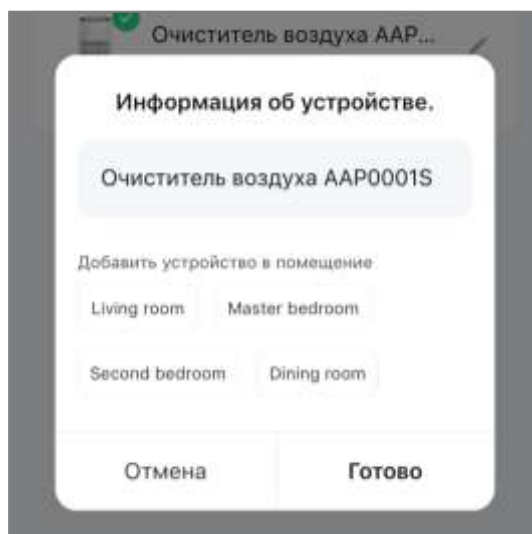 Очиститель воздуха AAP...
Информация об устройстве.
Очиститель воздуха AAP0001S
Добавить устройство в помещение
Living room Master bedroom
Second bedroom Dining room
Отмена Готово